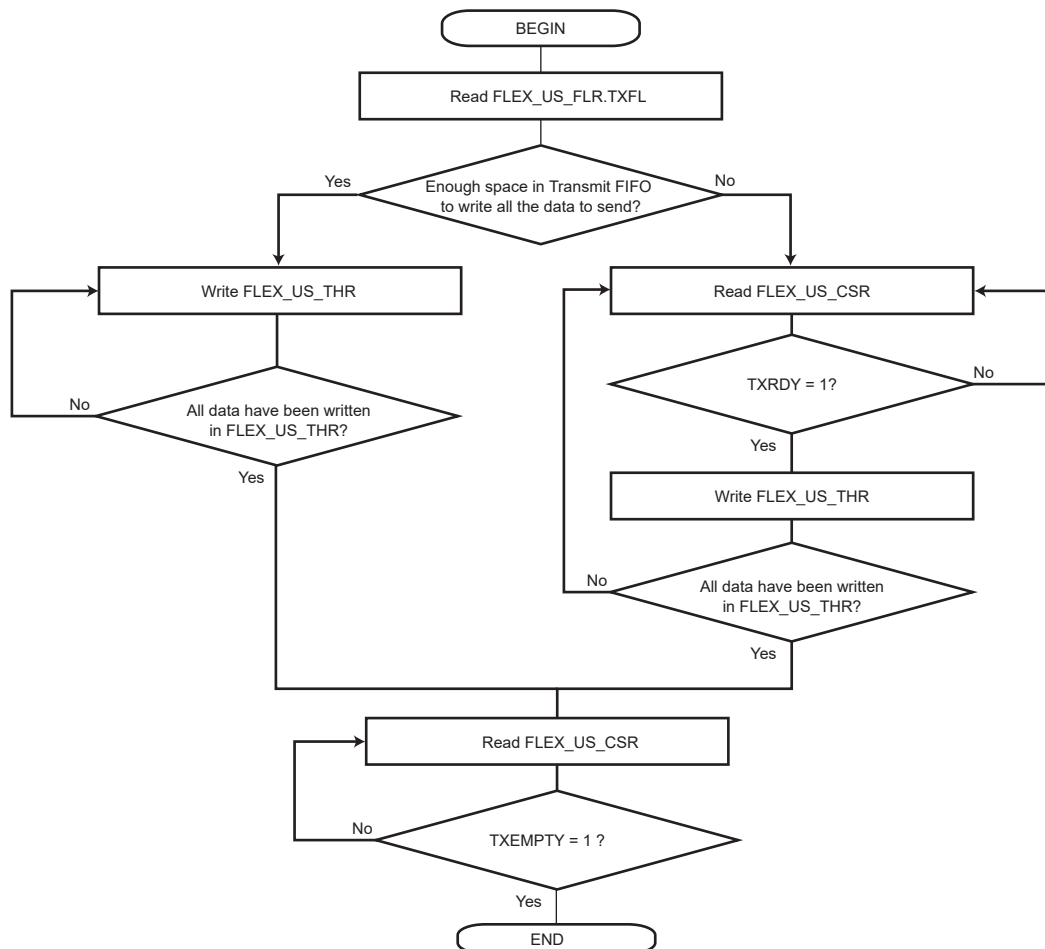 BEGIN
Read FLEX_US_FLR.TXFL
Yes
Enough space in Transmit FIFO
to write all the data to send?
No
Write FLEX_US_THR
Read FLEX_US_CSR
No
All data have been written
in FLEX_US_THR?
Yes
TXRDY = 1?
No
Yes
Write FLEX_US_THR
No
All data have been written
in FLEX_US_THR?
Yes
Read FLEX_US_CSR
No
TXEMPTY = 1 ?
Yes
END